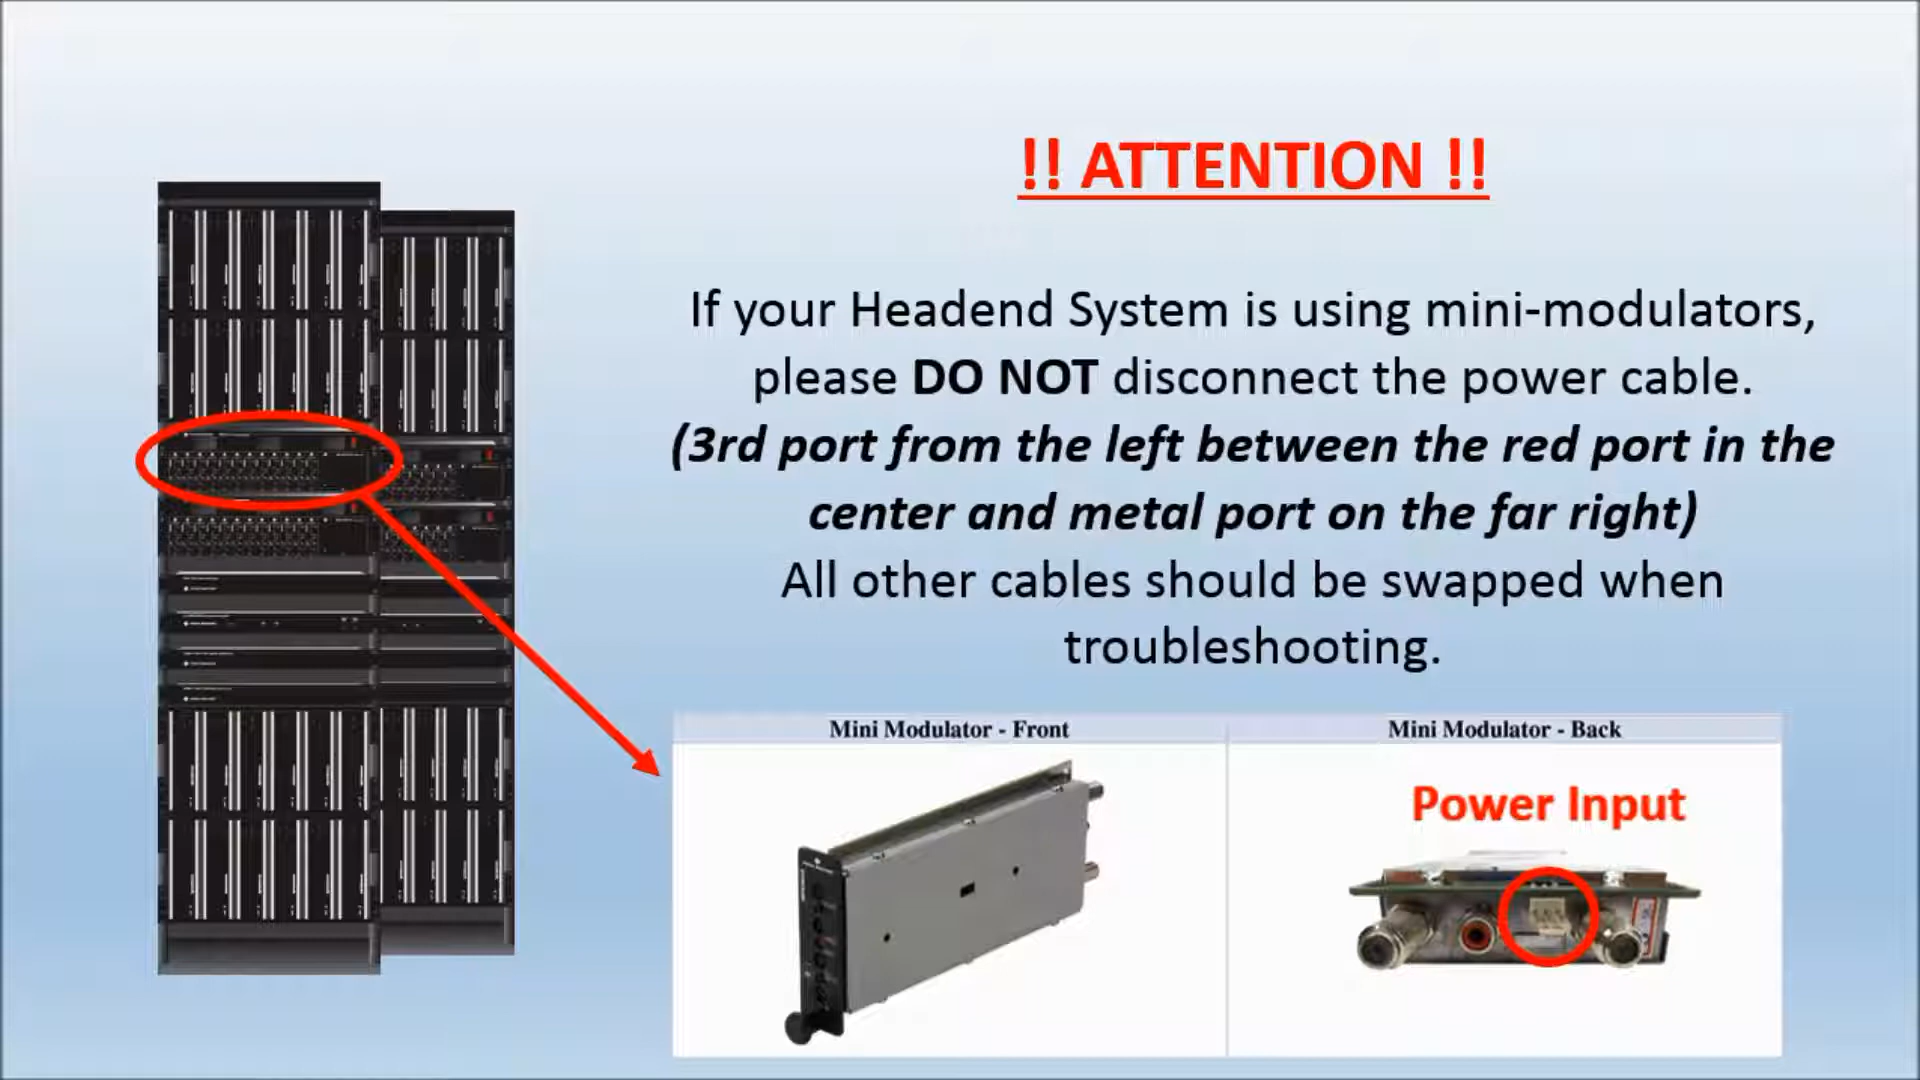 !! ATTENTION !!
If your Headend System is using mini-modulators,
please DO NOT disconnect the power cable.
(3rd port from the left between the red port in the
center and metal port on the far right)
All other cables should be swapped when
troubleshooting.
Mini Modulator - Front
Mini Modulator - Back
Power Input